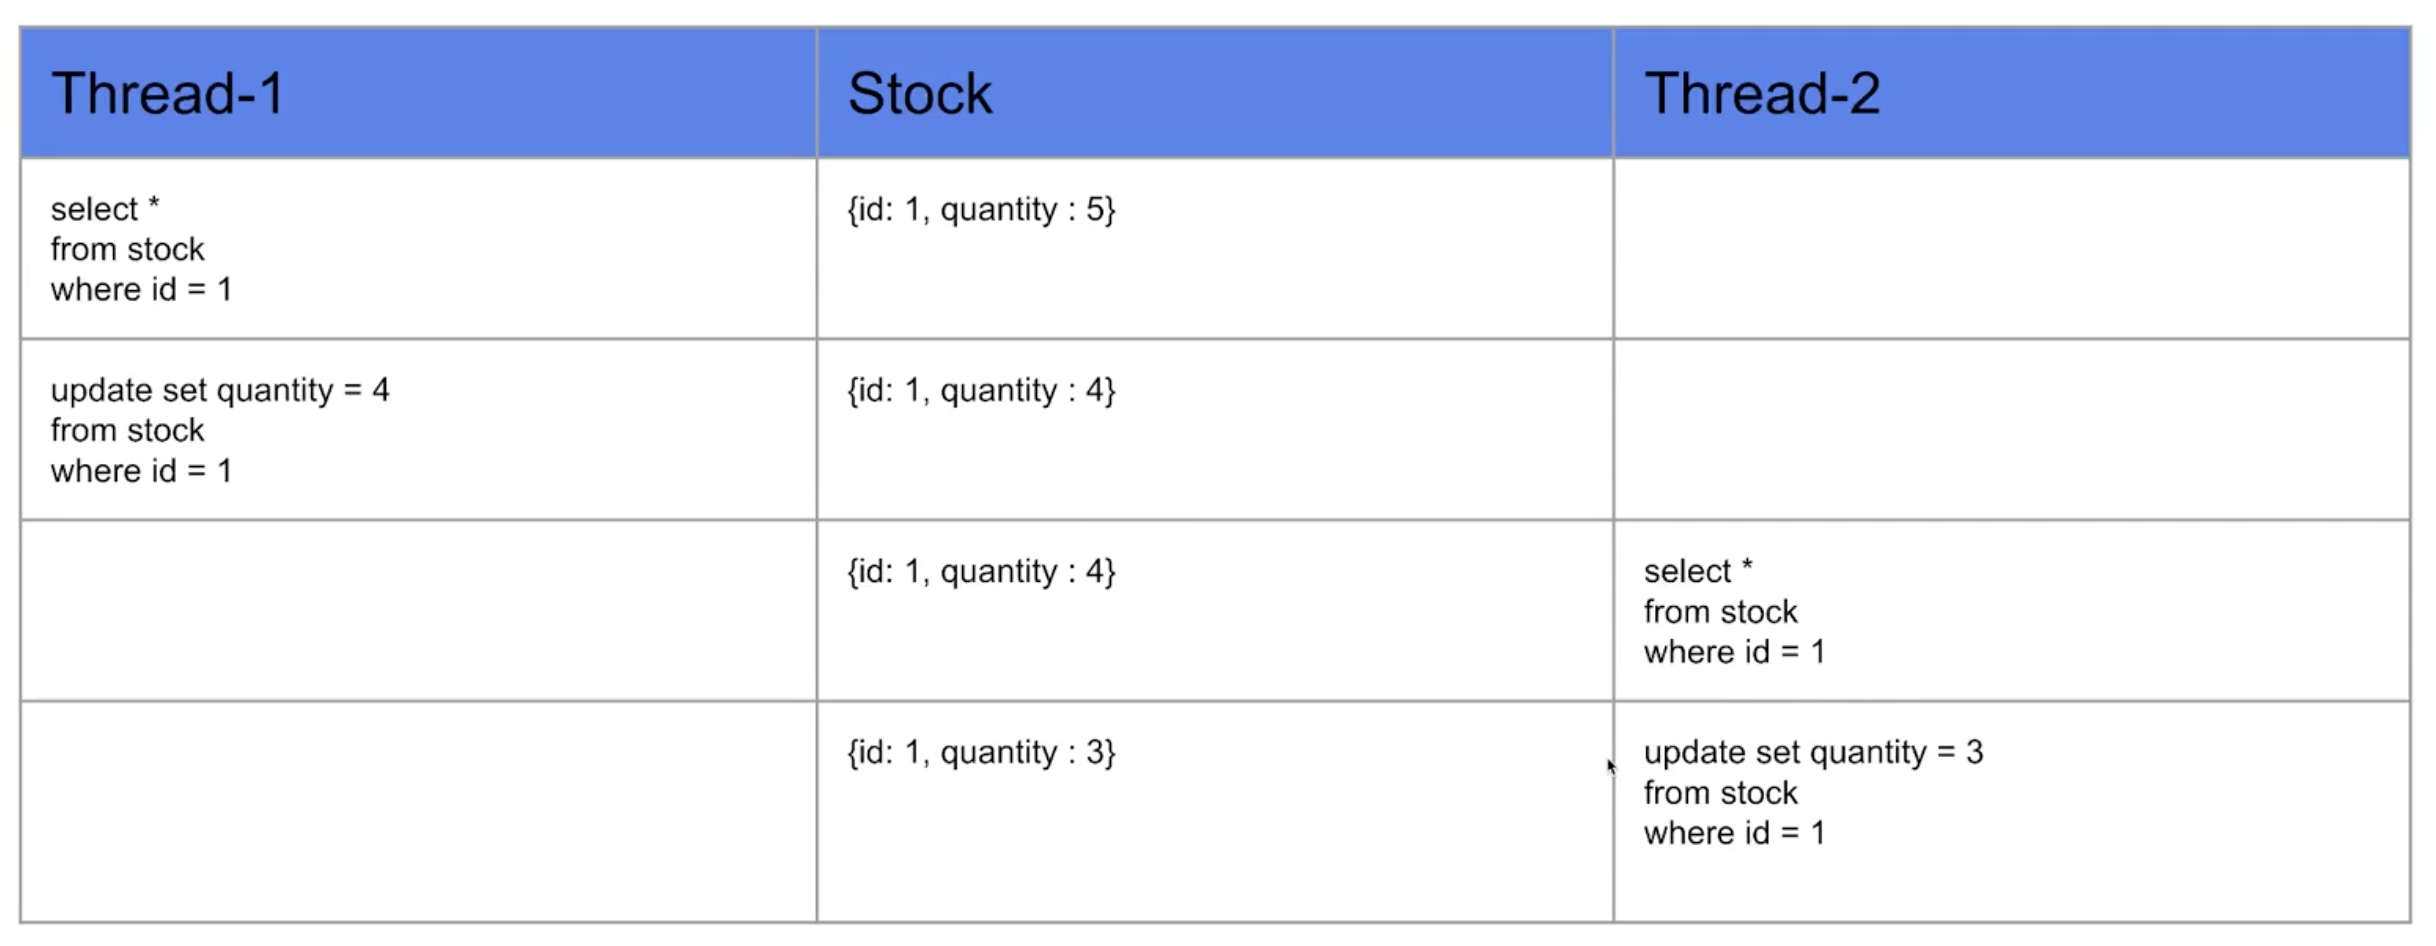 Thread-1
Stock
Thread-2
select *
from stock
where id = 1
{id: 1, quantity : 5}
update set quantity = 4
from stock
where id = 1
{id: 1, quantity : 4}
{id: 1, quantity : 4}
select *
from stock
where id = 1
{id: 1, quantity : 3}
update set quantity = 3
from stock
where id = 1